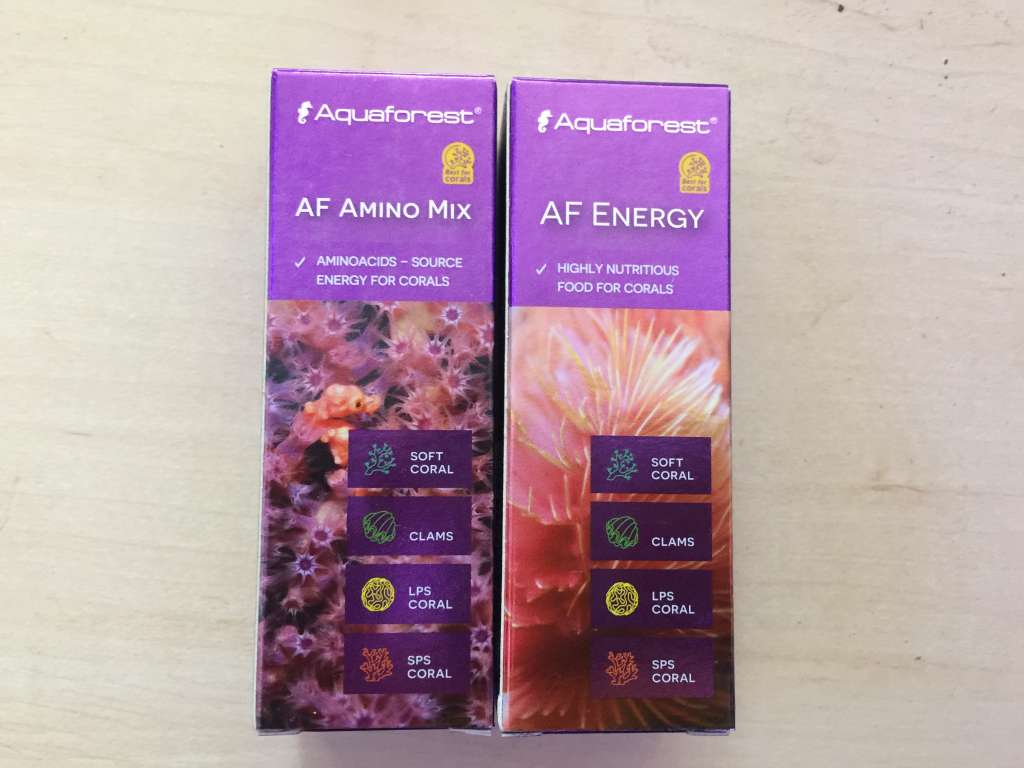 Aquaforest®
Best for
corals
AF AMINO MIX
✓ AMINOACIDS – SOURCE
ENERGY FOR CORALS
SOFT
CORAL
CLAMS
LPS
CORAL
SPS
CORAL
Aquaforest®
Best for
corals
AF ENERGY
✓ HIGHLY NUTRITIOUS
FOOD FOR CORALS
SOFT
CORAL
CLAMS
LPS
CORAL
SPS
CORAL